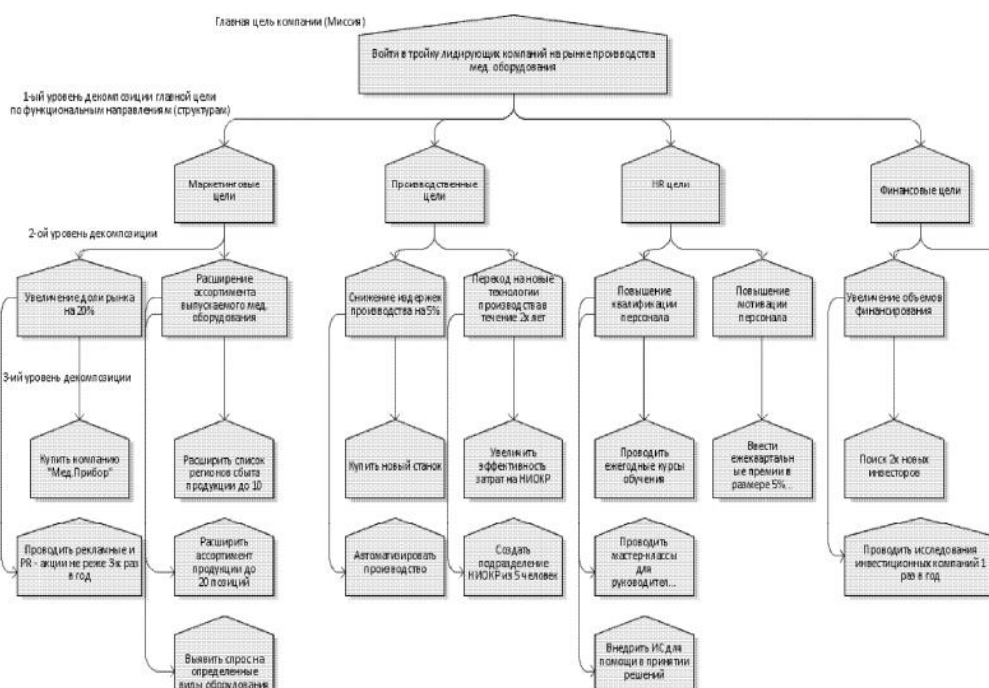 Главная цель компании (Миссия)
Войти в тройку лидирующих компаний на рынке производства
мед. оборудования
1-ый уровень декомпозиции главной цели
по функциональным направлениям (структурам)
Маркетинговые
цели
Производственные
цели
HR цели
Финансовые цели
2-ой уровень декомпозиции
Увеличение доли рынка
на 20%
Расширение
ассортимента
выпускаемого мед.
оборудования
Снижение издержек
производства на 5%
Переход на новые
технологии
производства в
течение 2х лет
Повышение
квалификации
персонала
Повышение
мотивации
персонала
Увеличение объемов
финансирования
3-ий уровень декомпозиции
Купить компанию
"Мед.Прибор"
Расширить список
регионов сбыта
продукции до 10
Купить новый станок
Увеличить
эффективность
затрат на НИОКР
Проводить
ежегодные курсы
обучения
Ввести
ежеквартальн
ые премии в
размере 5%...
Поиск 2х новых
инвесторов
Проводить рекламные и
PR - акции не реже 3х раз
в год
Расширить
ассортимент
продукции до
20 позиций
Автоматизировать
производство
Создать
подразделение
НИОКР из 5 человек
Проводить
мастер-классы
для
руководител...
Проводить исследования
инвестиционных компаний 1
раз в год
Выявить спрос на
определенные
виды оборудования
Внедрить ИС для
помощи в принятии
решений